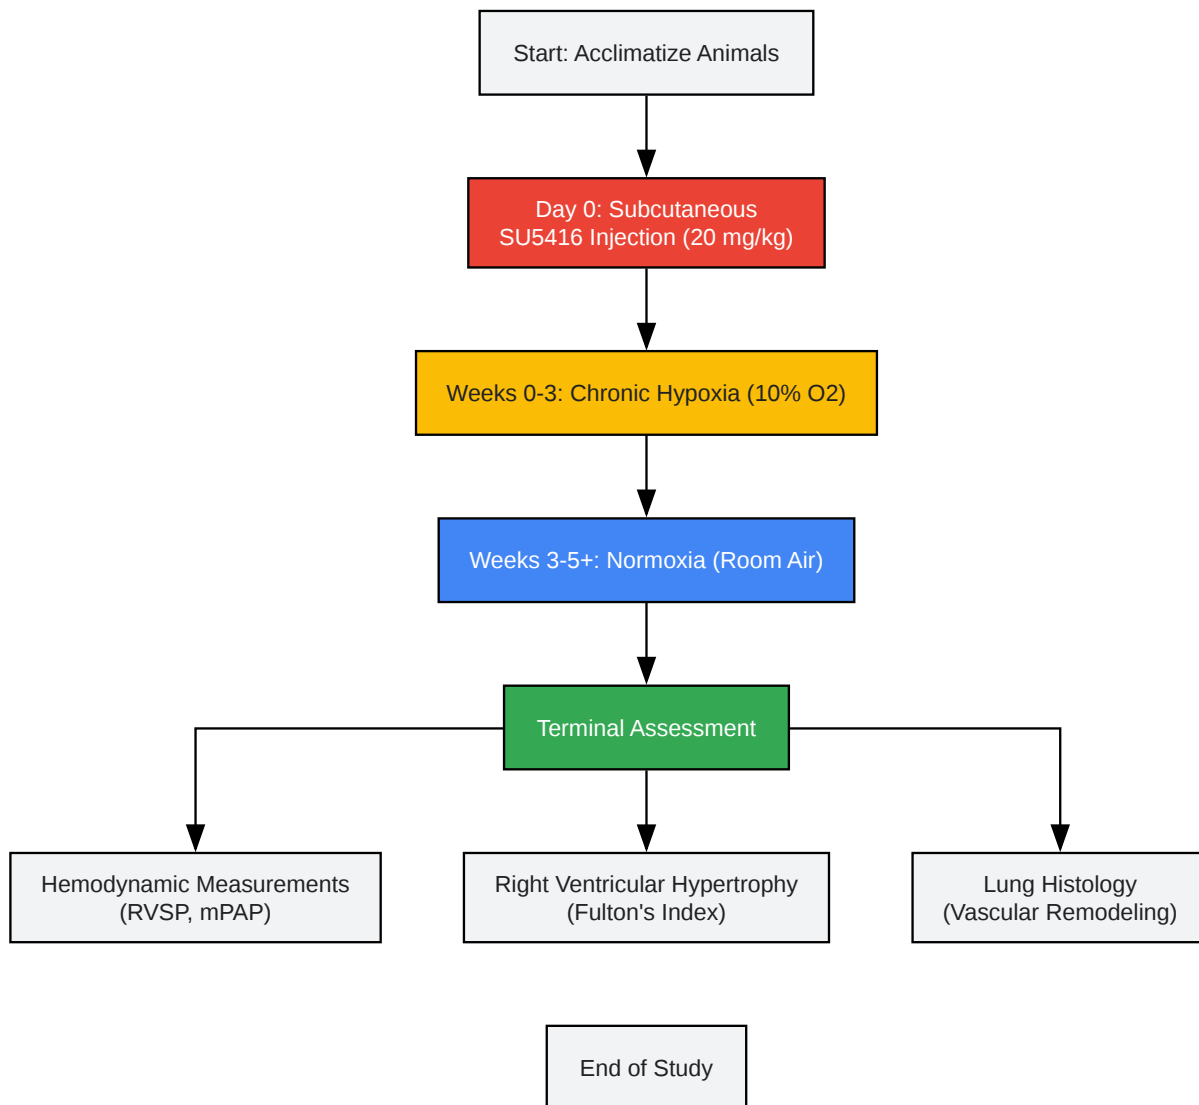 Start: Acclimatize Animals
Day 0: Subcutaneous
SU5416 Injection (20 mg/kg)
Weeks 0-3: Chronic Hypoxia (10% O2)
Weeks 3-5+: Normoxia (Room Air)
Terminal Assessment
Hemodynamic Measurements
(RVSP, mPAP)
Right Ventricular Hypertrophy
(Fulton's Index)
Lung Histology
(Vascular Remodeling)
End of Study